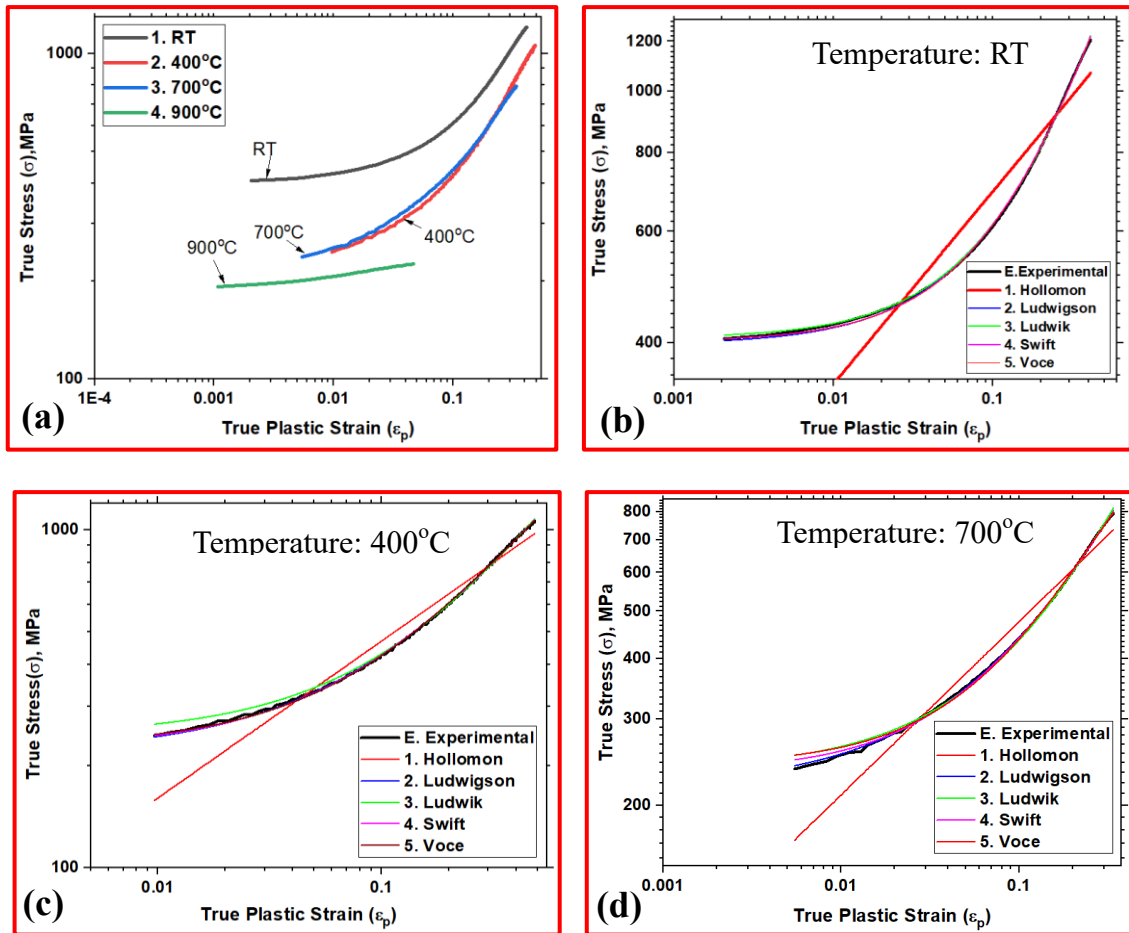 1000
100
True Stress (σ),MPa
1. RT
2. 400°C
3. 700°C
4. 900°C
RT
700°C
400°C
900°C
1E-4 0.001 0.01 0.1
True Plastic Strain (εp)
(a)
Temperature: RT
1200
1000
800
600
400
True Stress (σ), MPa
E.Experimental
1. Hollomon
2. Ludwigson
3. Ludwik
4. Swift
5. Voce
0.001 0.01 0.1
True Plastic Strain (εp)
(b)
Temperature: 400°C
1000
100
True Stress(σ), MPa
E. Experimental
1. Hollomon
2. Ludwigson
3. Ludwik
4. Swift
5. Voce
0.01 0.1
True Plastic Strain (εp)
(c)
Temperature: 700°C
800
700
600
500
400
300
200
True Stress (σ), MPa
E. Experimental
1. Hollomon
2. Ludwigson
3. Ludwik
4. Swift
5. Voce
0.001 0.01 0.1
True Plastic Strain (εp)
(d)